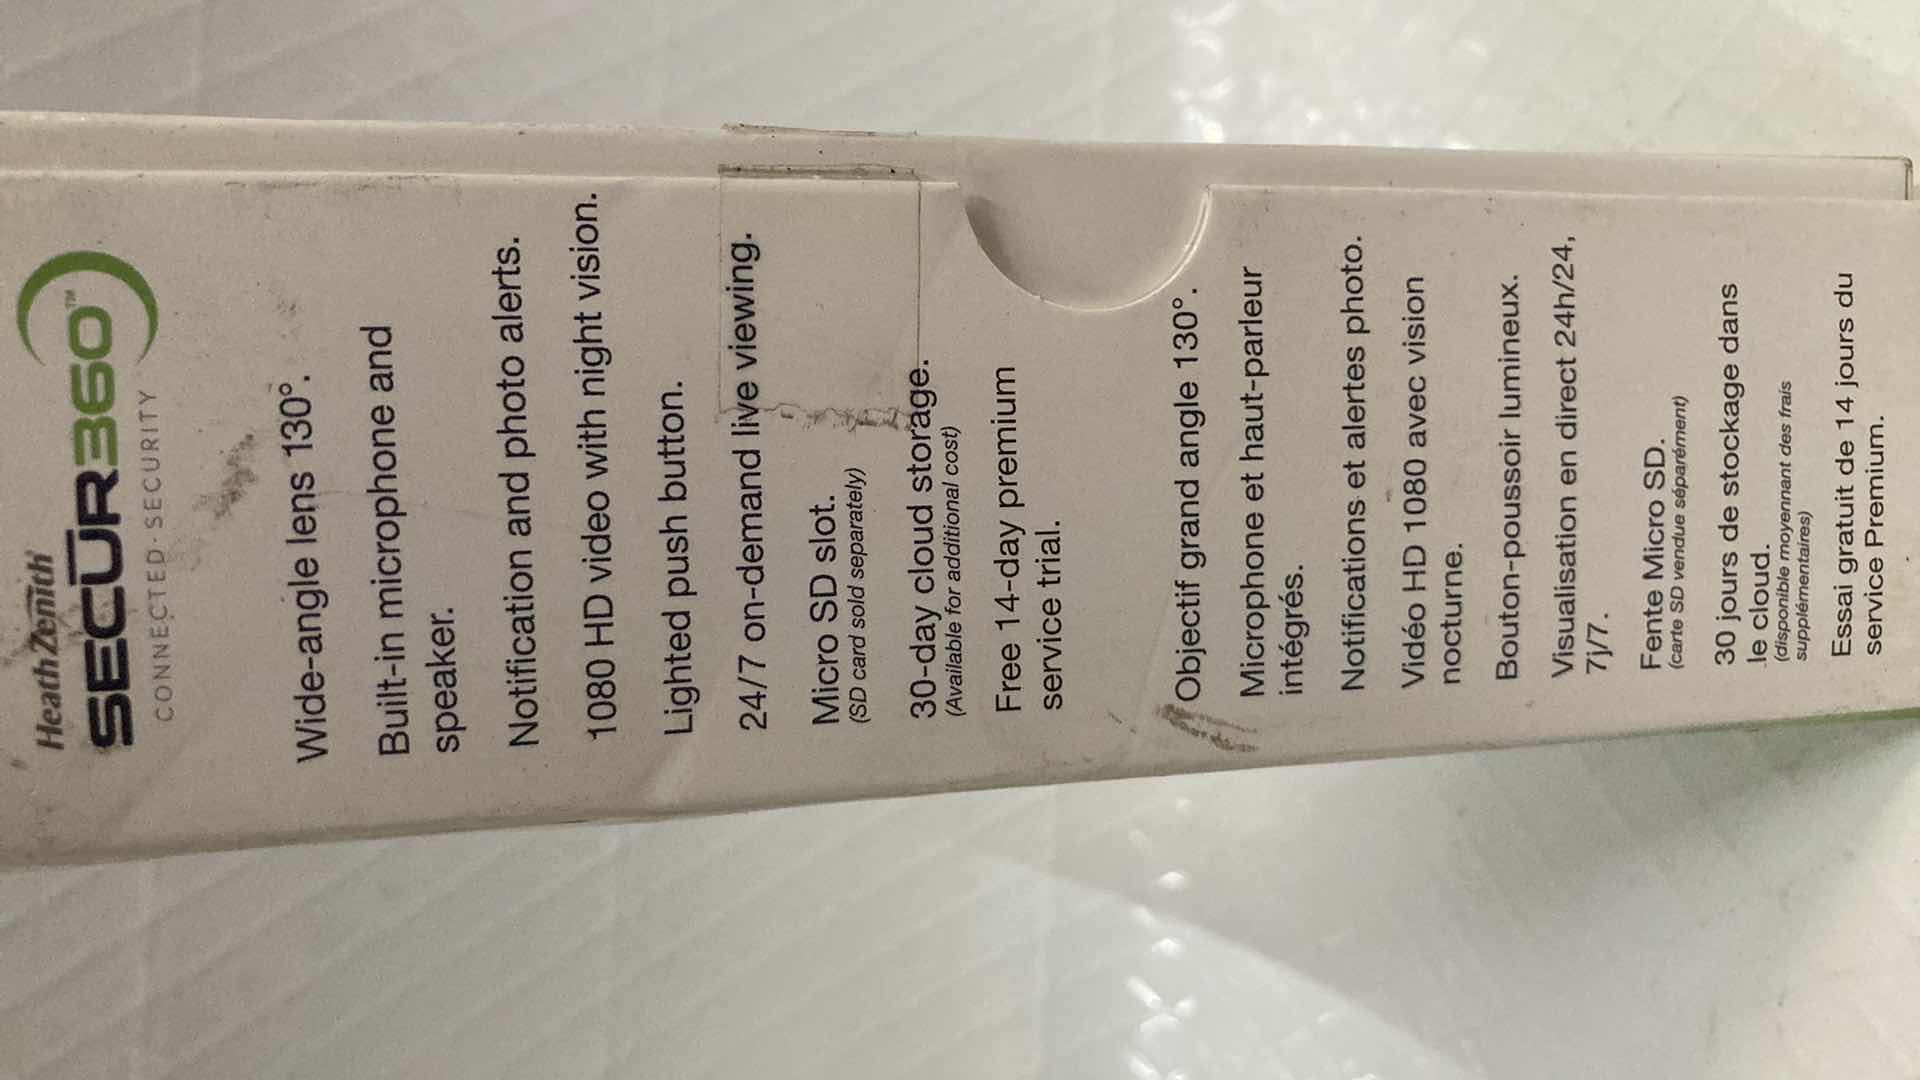 HeathZenith
SECUR360™
CONNECTED·SECURITY
Wide-angle lens 130°.
Built-in microphone and
speaker.
Notification and photo alerts.
1080 HD video with night vision.
Lighted push button.
24/7 on-demand live viewing.
Micro SD slot.
(SD card sold separately)
30-day cloud storage.
(Available for additional cost)
Free 14-day premium
service trial.
Objectif grand angle 130°.
Microphone et haut-parleur
intégrés.
Notifications et alertes photo.
Vidéo HD 1080 avec vision
nocturne.
Bouton-poussoir lumineux.
Visualisation en direct 24h/24,
7j/7.
Fente Micro SD.
(carte SD vendue séparément)
30 jours de stockage dans
le cloud.
(disponible moyennant des frais
supplémentaires)
Essai gratuit de 14 jours du
service Premium.